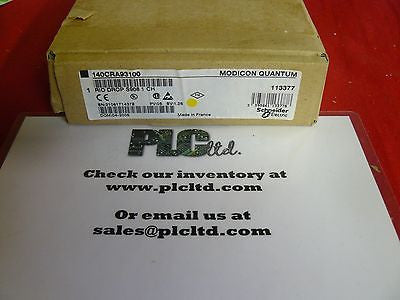 140CRA93100 MODICON QUANTUM
1 RIO DROP S908 1 CH 113377
Made in France
Schneider
Electric
PLC ltd.
Check our inventory at
www.plcltd.com
Or email us at
sales@plcltd.com